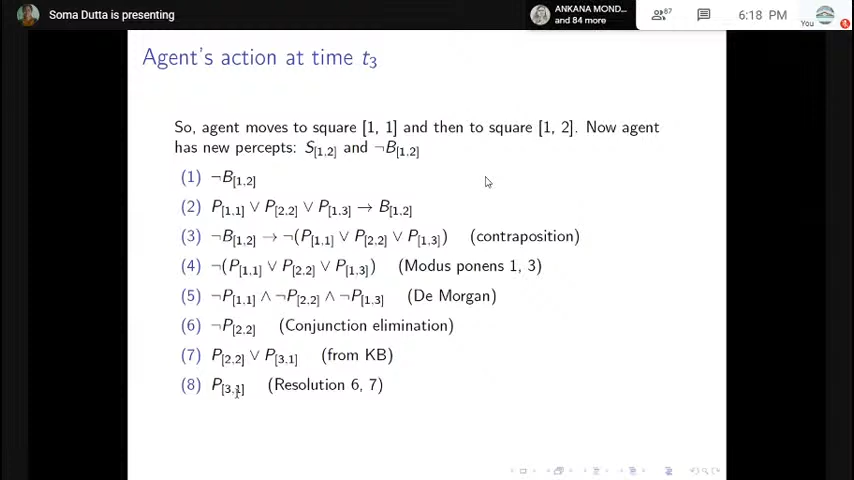 Soma Dutta is presenting
ANKANA MOND...
and 84 more
87
6:18 PM
You
Agent's action at time t₃
So, agent moves to square [1, 1] and then to square [1, 2]. Now agent
has new percepts: S[1,2] and ¬B[1,2]
(1) ¬B[1,2]
(2) P[1,1] ∨ P[2,2] ∨ P[1,3] → B[1,2]
(3) ¬B[1,2] → ¬(P[1,1] ∨ P[2,2] ∨ P[1,3]) (contraposition)
(4) ¬(P[1,1] ∨ P[2,2] ∨ P[1,3]) (Modus ponens 1, 3)
(5) ¬P[1,1] ∧ ¬P[2,2] ∧ ¬P[1,3] (De Morgan)
(6) ¬P[2,2] (Conjunction elimination)
(7) P[2,2] ∨ P[3,1] (from KB)
(8) P[3,1] (Resolution 6, 7)